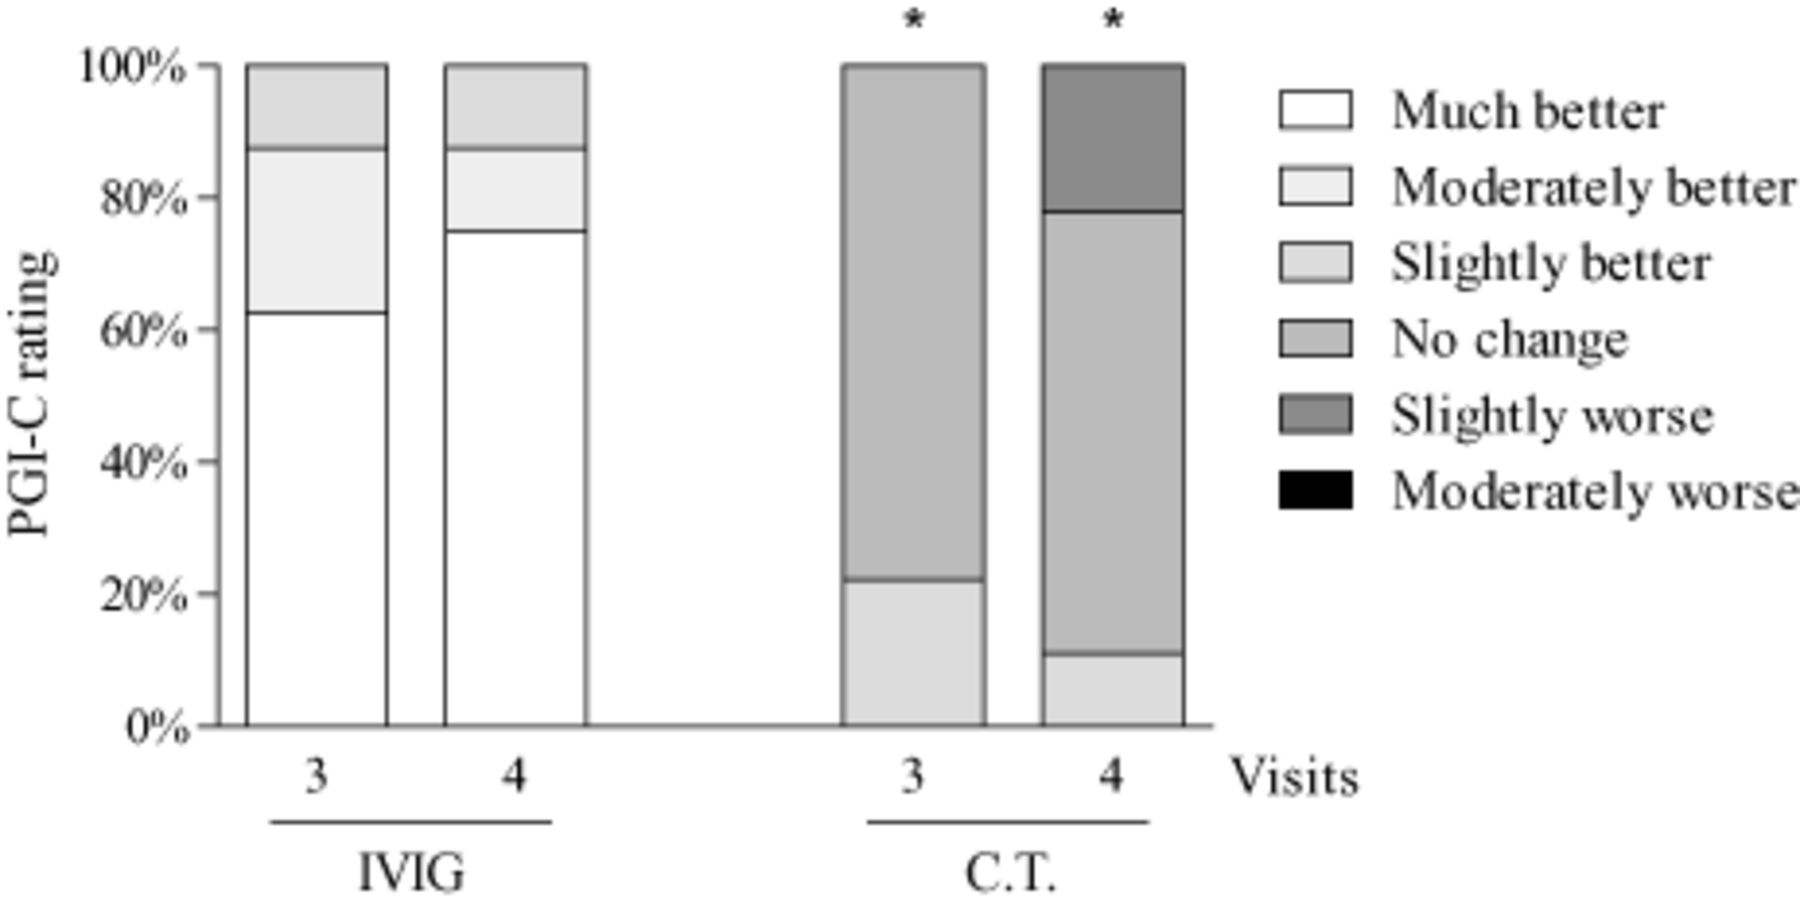 * *
100%
80%
60%
40%
20%
0%
PGI-C rating
3 4 3 4 Visits
IVIG C.T.
Much better
Moderately better
Slightly better
No change
Slightly worse
Moderately worse